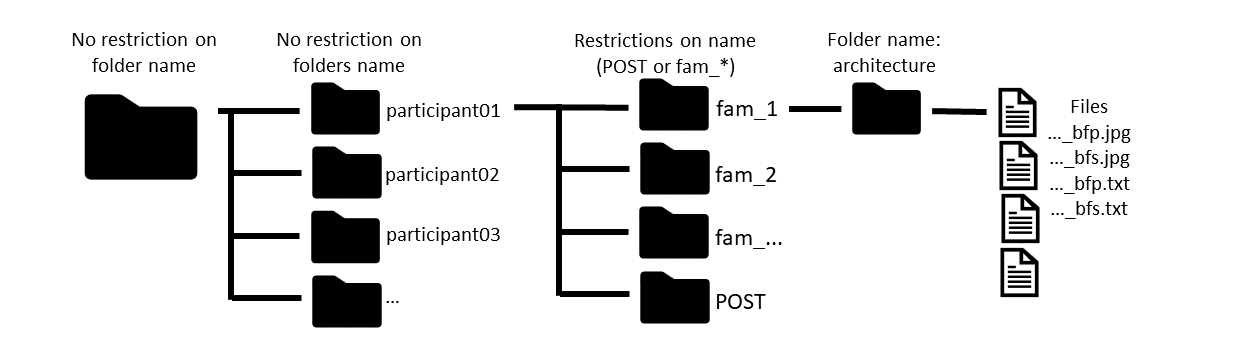 No restriction on
folder name
No restriction on
folders name
Restrictions on name
(POST or fam_*)
Folder name:
architecture
participant01
participant02
participant03
...
fam_1
fam_2
fam_...
POST
Files
..._bfp.jpg
..._bfs.jpg
..._bfp.txt
..._bfs.txt